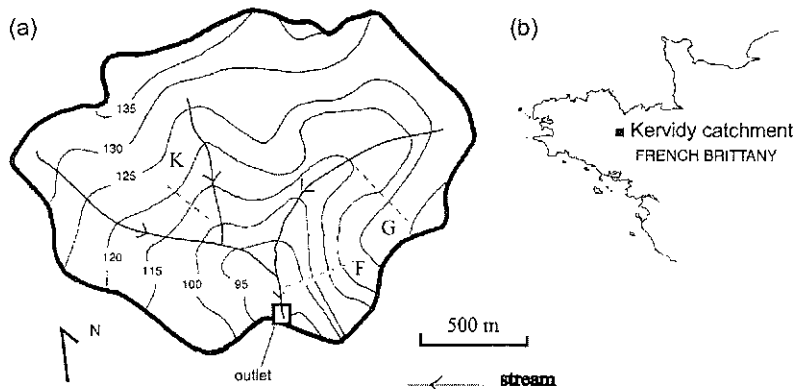 (a)
135
130
125
K
120
115
100
95
G
F
N
outlet
500 m
stream
(b)
Kervidy catchment
FRENCH BRITTANY